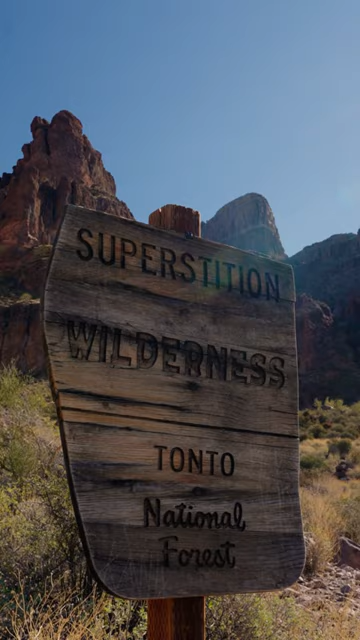 SUPERSTITION
WILDERNESS
TONTO
National
Forest